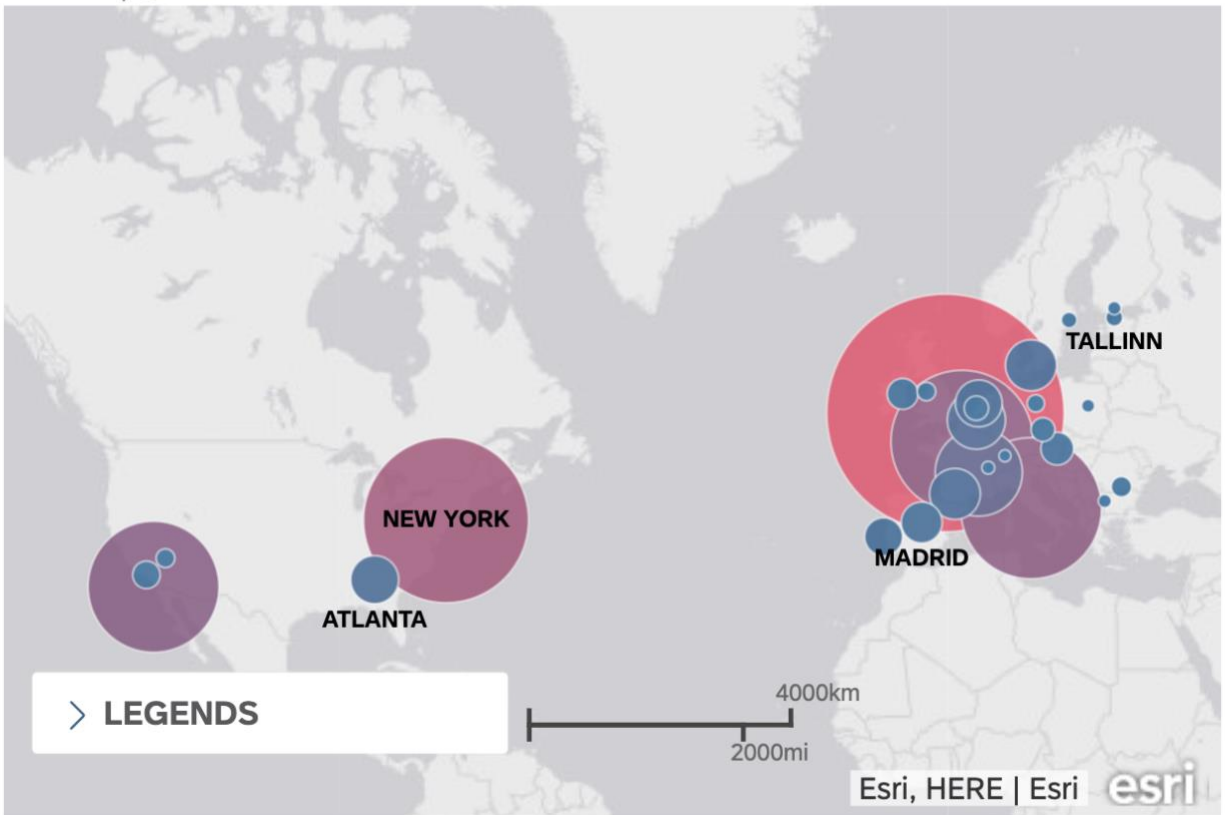 TALLINN
NEW YORK
MADRID
ATLANTA
LEGENDS
4000km
2000mi
Esri, HERE | Esri
esri